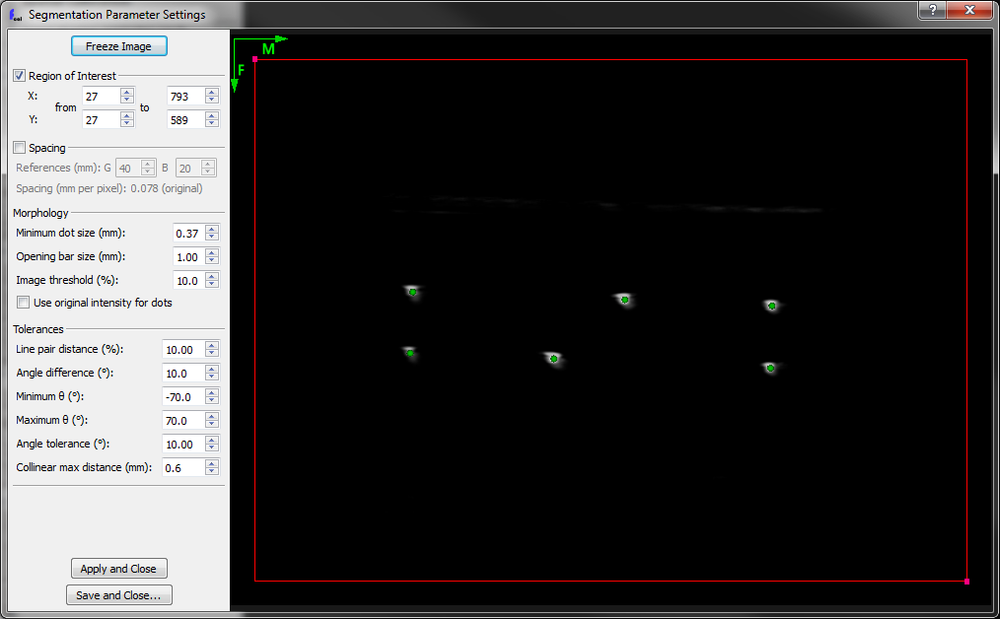 Segmentation Parameter Settings
Freeze Image
Region of Interest
X: 27 793
from to
Y: 27 589
Spacing
References (mm): G 40 B 20
Spacing (mm per pixel): 0.078 (original)
Morphology
Minimum dot size (mm): 0.37
Opening bar size (mm): 1.00
Image threshold (%): 10.0
Use original intensity for dots
Tolerances
Line pair distance (%): 10.00
Angle difference (°): 10.0
Minimum θ (°): -70.0
Maximum θ (°): 70.0
Angle tolerance (°): 10.00
Collinear max distance (mm): 0.6
Apply and Close
Save and Close...
M
F